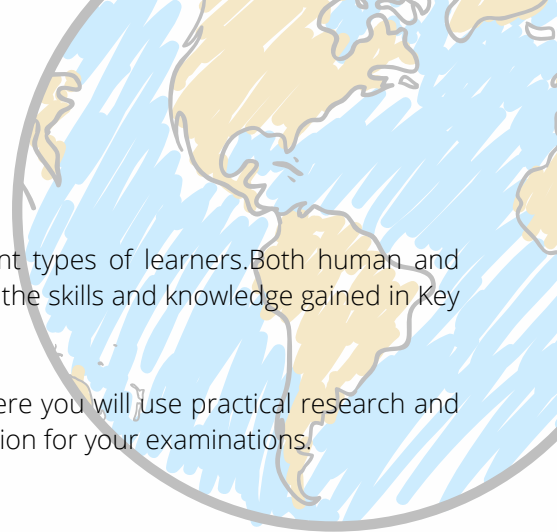 nt types of learners.Both human and
the skills and knowledge gained in Key
ere you will use practical research and
ion for your examinations.